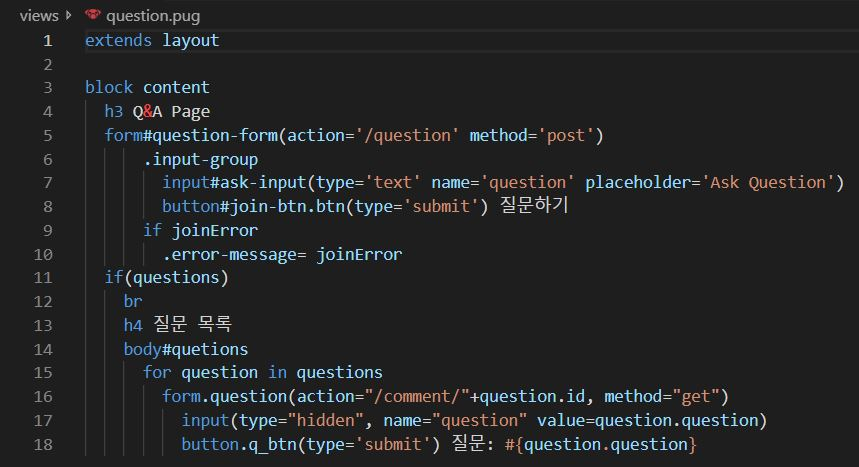 views > question.pug
1 extends layout
2
3 block content
4 h3 Q&A Page
5 form#question-form(action='/question' method='post')
6 .input-group
7 input#ask-input(type='text' name='question' placeholder='Ask Question')
8 button#join-btn.btn(type='submit') 질문하기
9 if joinError
10 .error-message= joinError
11 if(questions)
12 br
13 h4 질문 목록
14 body#quetions
15 for question in questions
16 form.question(action="/comment/"+question.id, method="get")
17 input(type="hidden", name="question" value=question.question)
18 button.q_btn(type='submit') 질문: #{question.question}